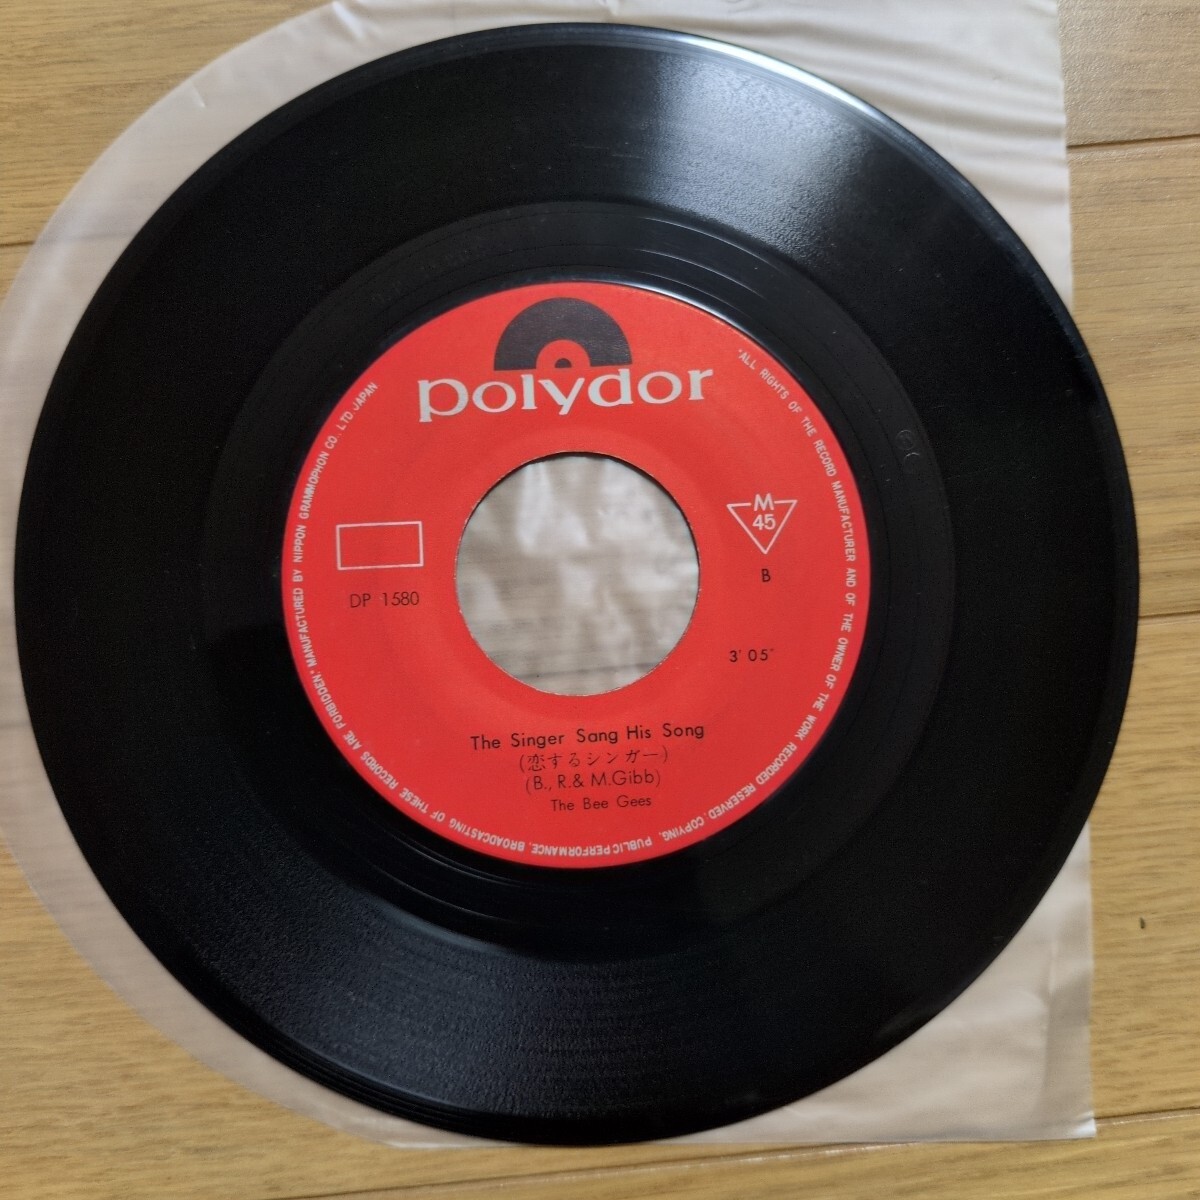 polydor
M
45
DP 1580
B
3' 05"
The Singer Sang His Song
(恋するシンガー)
(B., R.& M.Gibb)
The Bee Gees
"ALL RIGHTS OF THE RECORD MANUFACTURER AND OF THE OWNER OF THE WORK RECORDED RESERVED. COPYING, PUBLIC PERFORMANCE, BROADCASTING OF THESE RECORDS ARE FORBIDDEN" MANUFACTURED BY NIPPON GRAMMOPHON CO., LTD JAPAN